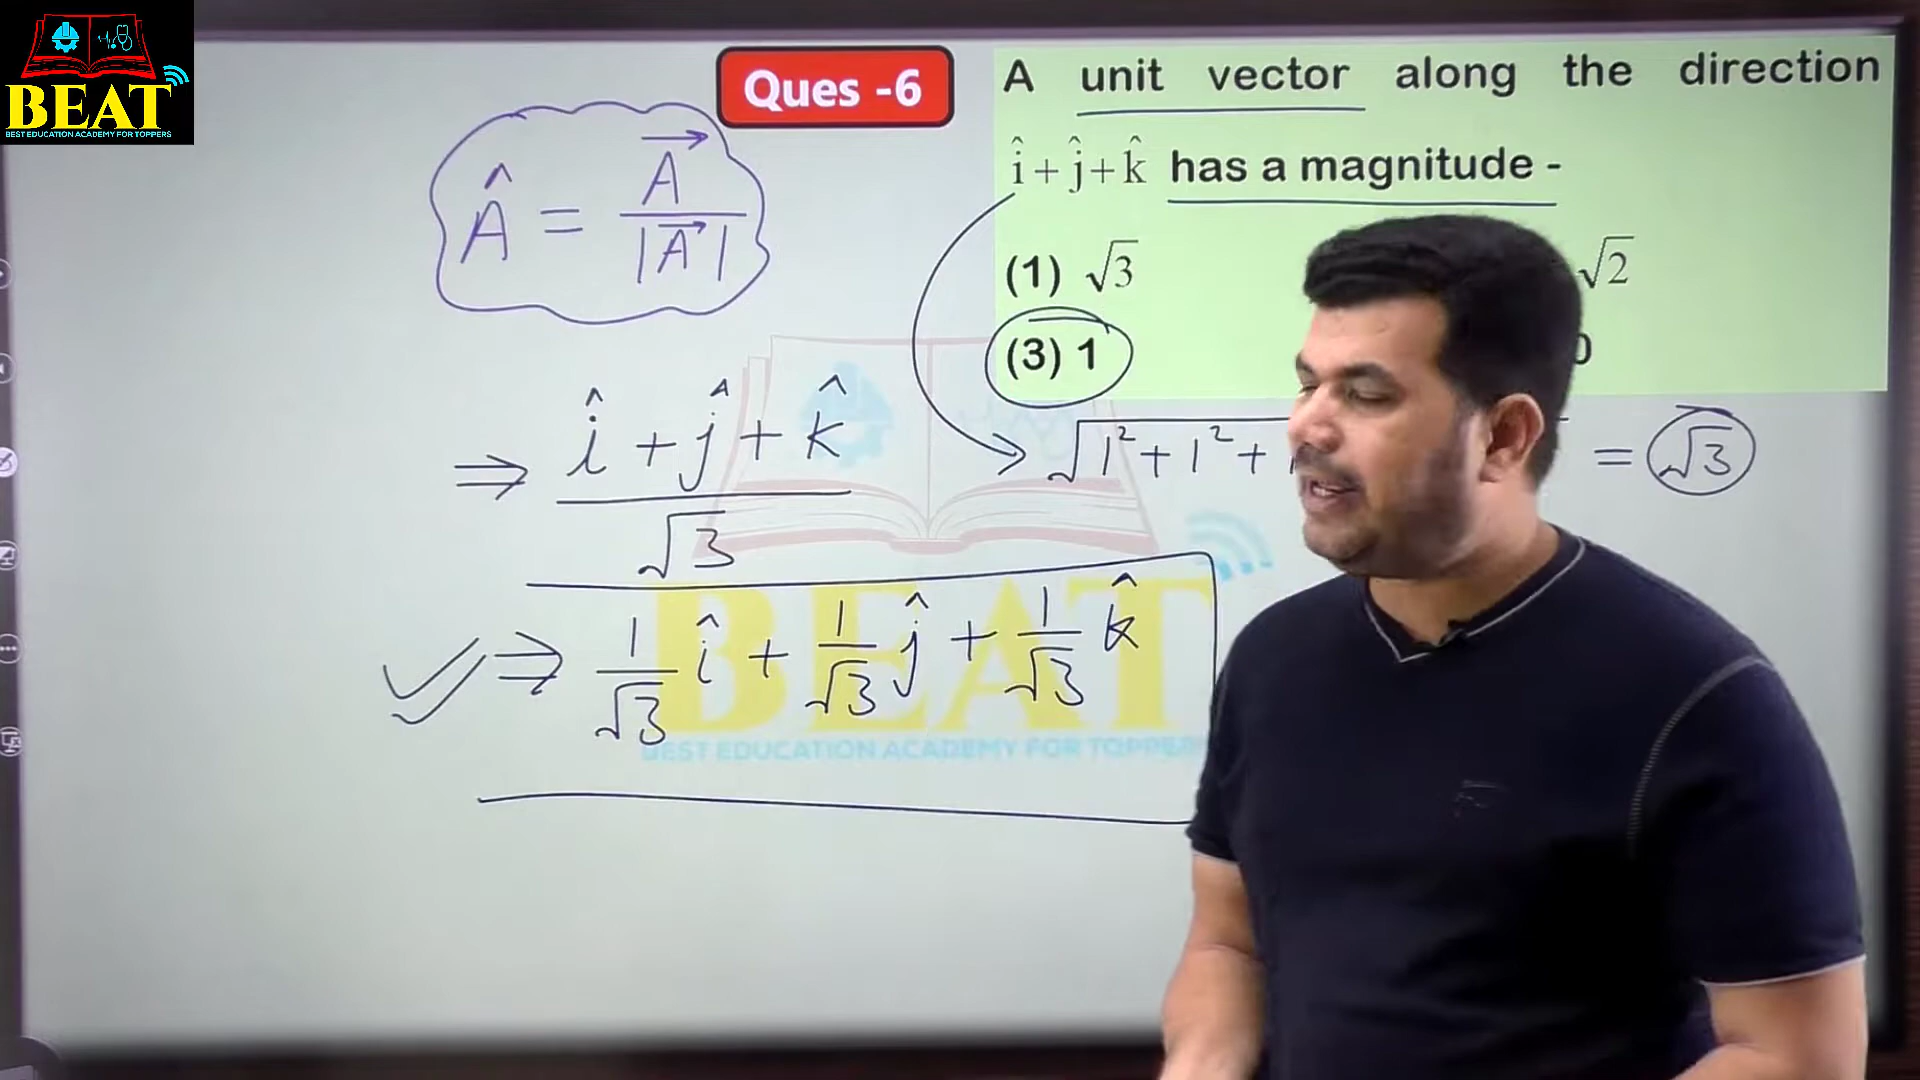 BEAT
BEST EDUCATION ACADEMY FOR TOPPERS
Ques -6
A unit vector along the direction
î + ĵ + k̂ has a magnitude -
(1) √3
√2
(3) 1
Â = A⃗ / |A⃗|
⇒ î + ĵ + k̂ / √3
√1² + 1² + = √3
⇒ 1/√3 î + 1/√3 ĵ + 1/√3 k̂
BEAT
BEST EDUCATION ACADEMY FOR TOPPERS